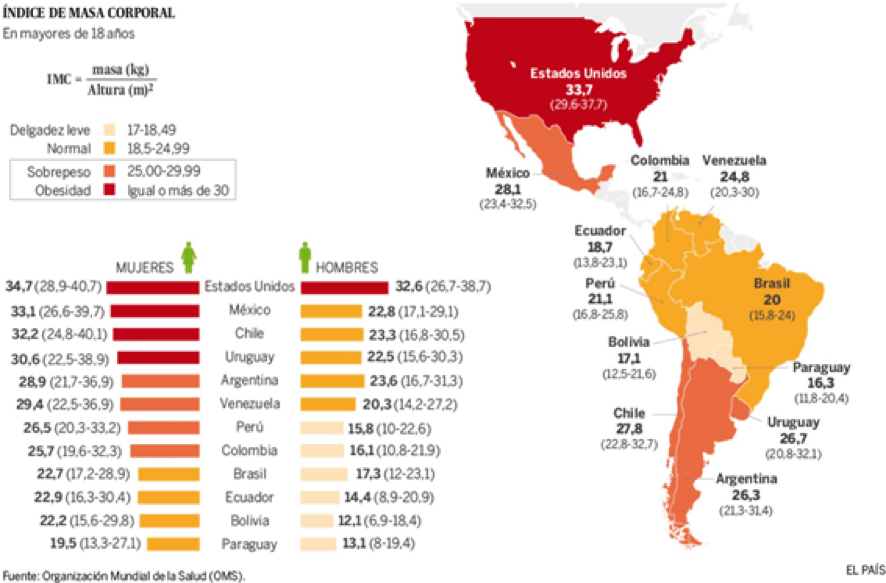 ÍNDICE DE MASA CORPORAL
En mayores de 18 años
IMC = masa (kg)
Altura (m)²
Delgadez leve 17-18,49
Normal 18,5-24,99
Sobrepeso 25,00-29,99
Obesidad Igual o más de 30
Estados Unidos
33,7
(29,6-37,7)
México
28,1
(23,4-32,5)
Colombia
21
(16,7-24,8)
Venezuela
24,8
(20,3-30)
Ecuador
18,7
(13,8-23,1)
Perú
21,1
(16,8-25,8)
Brasil
20
(15,8-24)
Bolivia
17,1
(12,5-21,6)
Paraguay
16,3
(11,8-20,4)
Chile
27,8
(22,8-32,7)
Uruguay
26,7
(20,8-32,1)
Argentina
26,3
(21,3-31,4)
MUJERES HOMBRES
34,7 (28,9-40,7) Estados Unidos 32,6 (26,7-38,7)
33,1 (26,6-39,7) México 22,8 (17,1-29,1)
32,2 (24,8-40,1) Chile 23,3 (16,8-30,5)
30,6 (22,5-38,9) Uruguay 22,5 (15,6-30,3)
28,9 (21,7-36,9) Argentina 23,6 (16,7-31,3)
29,4 (22,5-36,9) Venezuela 20,3 (14,2-27,2)
26,5 (20,3-33,2) Perú 15,8 (10-22,6)
25,7 (19,6-32,3) Colombia 16,1 (10,8-21,9)
22,7 (17,2-28,9) Brasil 17,3 (12-23,1)
22,9 (16,3-30,4) Ecuador 14,4 (8,9-20,9)
22,2 (15,6-29,8) Bolivia 12,1 (6,9-18,4)
19,5 (13,3-27,1) Paraguay 13,1 (8-19,4)
Fuente: Organización Mundial de la Salud (OMS).
EL PAÍS